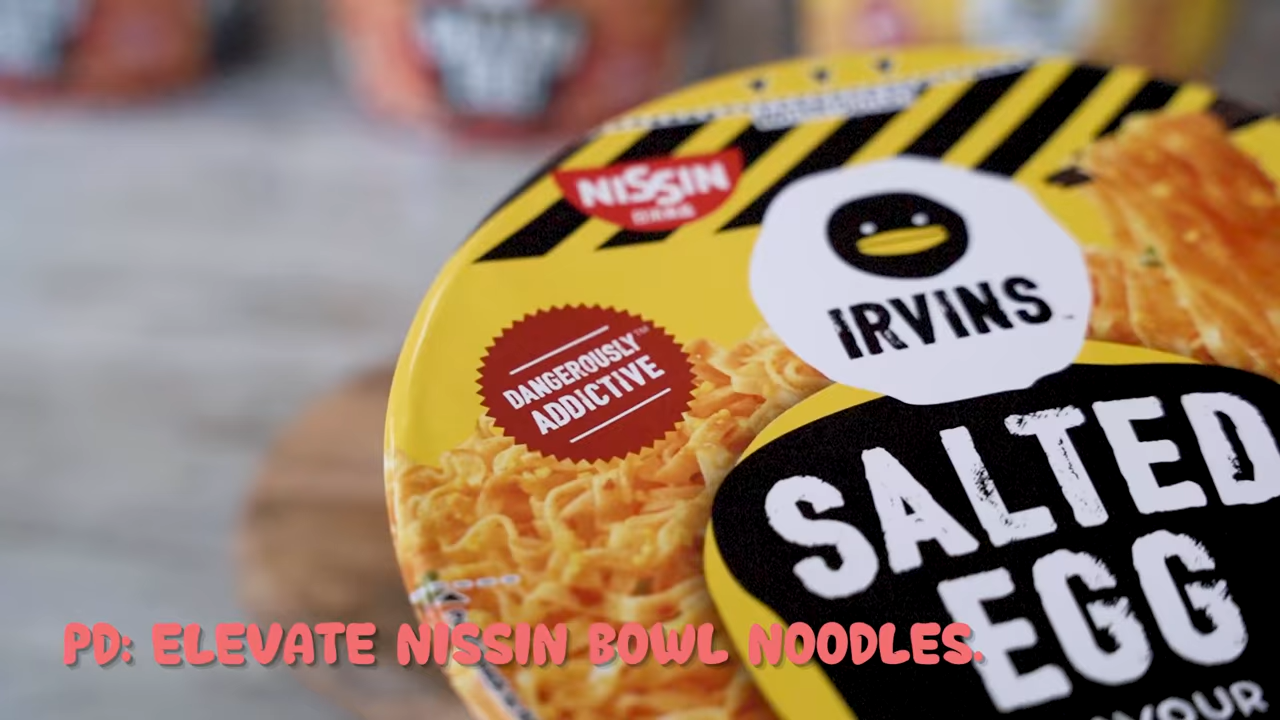 NISSIN
IRVINS
DANGEROUSLY™
ADDICTIVE
SALTED
EGG
PD: ELEVATE NISSIN BOWL NOODLES.